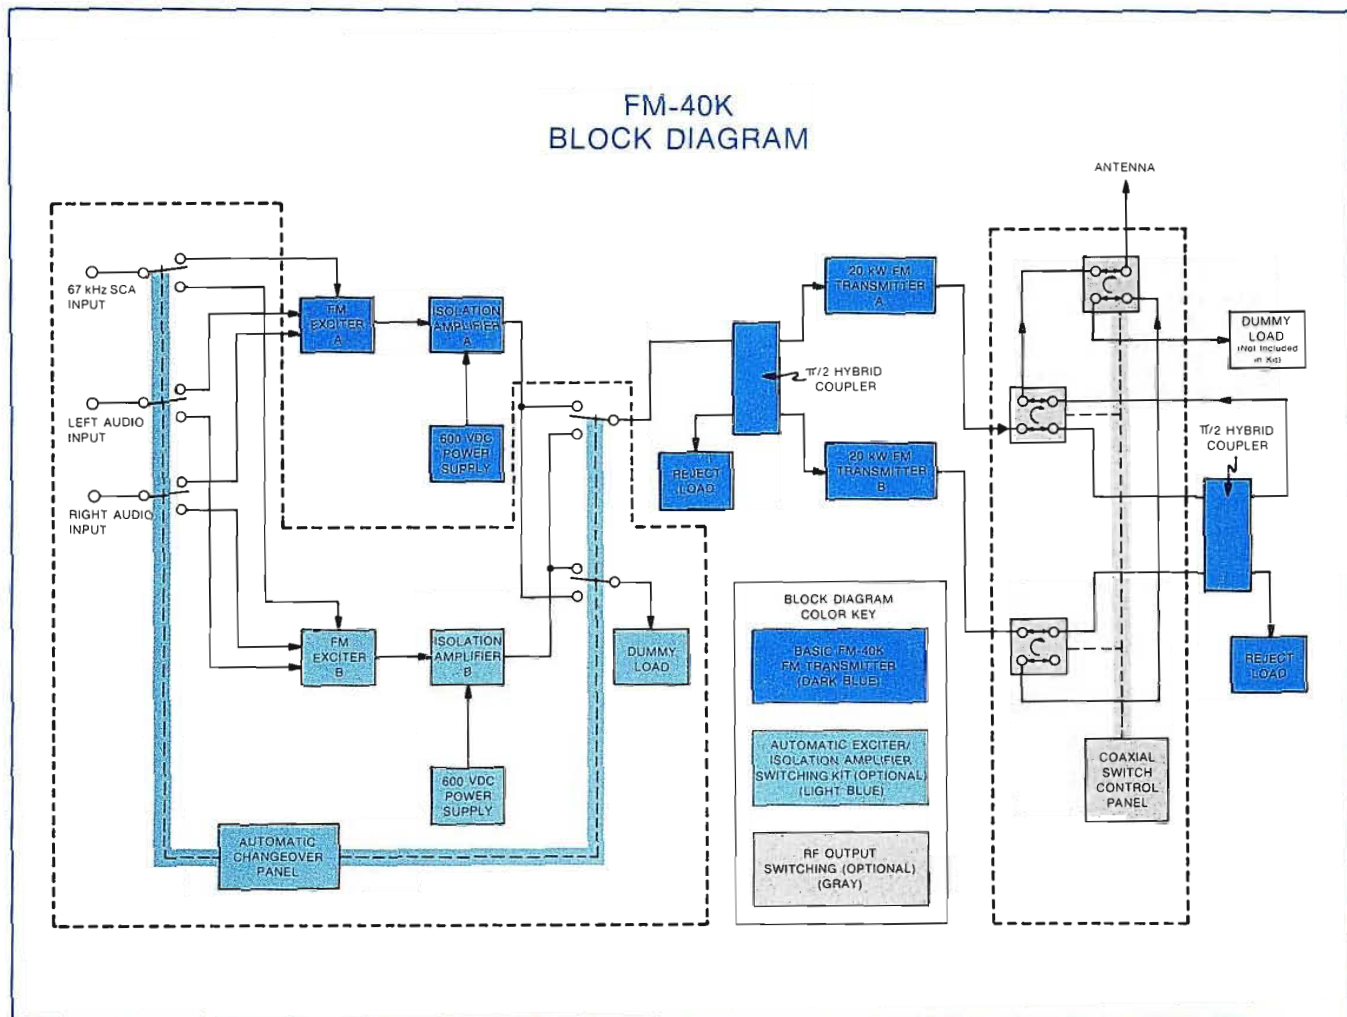 FM-40K
BLOCK DIAGRAM
ANTENNA
67 kHz SCA
INPUT
FM
EXCITER
A
ISOLATION
AMPLIFIER
A
20 kW FM
TRANSMITTER
A
DUMMY
LOAD
(Not Included
in Kit)
π/2 HYBRID
COUPLER
LEFT AUDIO
INPUT
600 VDC
POWER
SUPPLY
REJECT
LOAD
20 kW FM
TRANSMITTER
B
π/2 HYBRID
COUPLER
RIGHT AUDIO
INPUT
FM
EXCITER
B
ISOLATION
AMPLIFIER
B
DUMMY
LOAD
BLOCK DIAGRAM
COLOR KEY
BASIC FM-40K
FM TRANSMITTER
(DARK BLUE)
REJECT
LOAD
600 VDC
POWER
SUPPLY
AUTOMATIC EXCITER/
ISOLATION AMPLIFIER
SWITCHING KIT (OPTIONAL)
(LIGHT BLUE)
COAXIAL
SWITCH
CONTROL
PANEL
AUTOMATIC
CHANGEOVER
PANEL
RF OUTPUT
SWITCHING (OPTIONAL)
(GRAY)